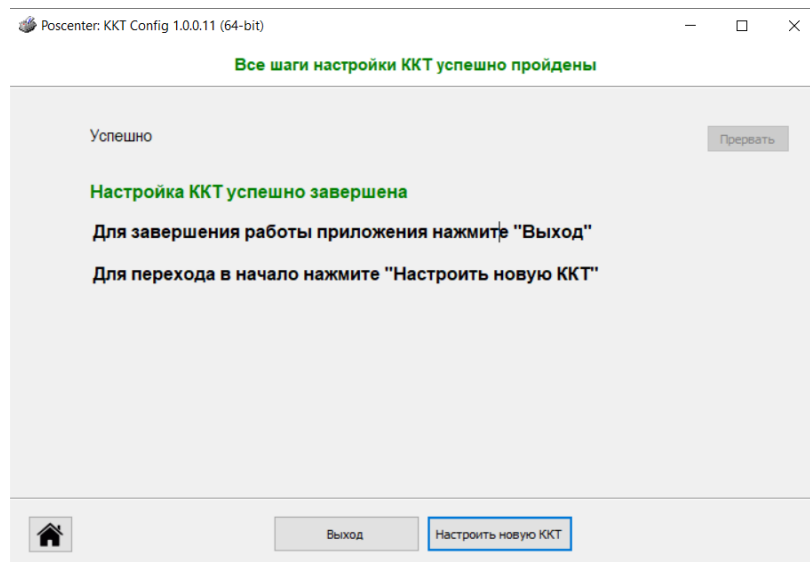 Poscenter: KKT Config 1.0.0.11 (64-bit)
Все шаги настройки ККТ успешно пройдены
Успешно
Прервать
Настройка ККТ успешно завершена
Для завершения работы приложения нажмите "Выход"
Для перехода в начало нажмите "Настроить новую ККТ"
Выход
Настроить новую ККТ